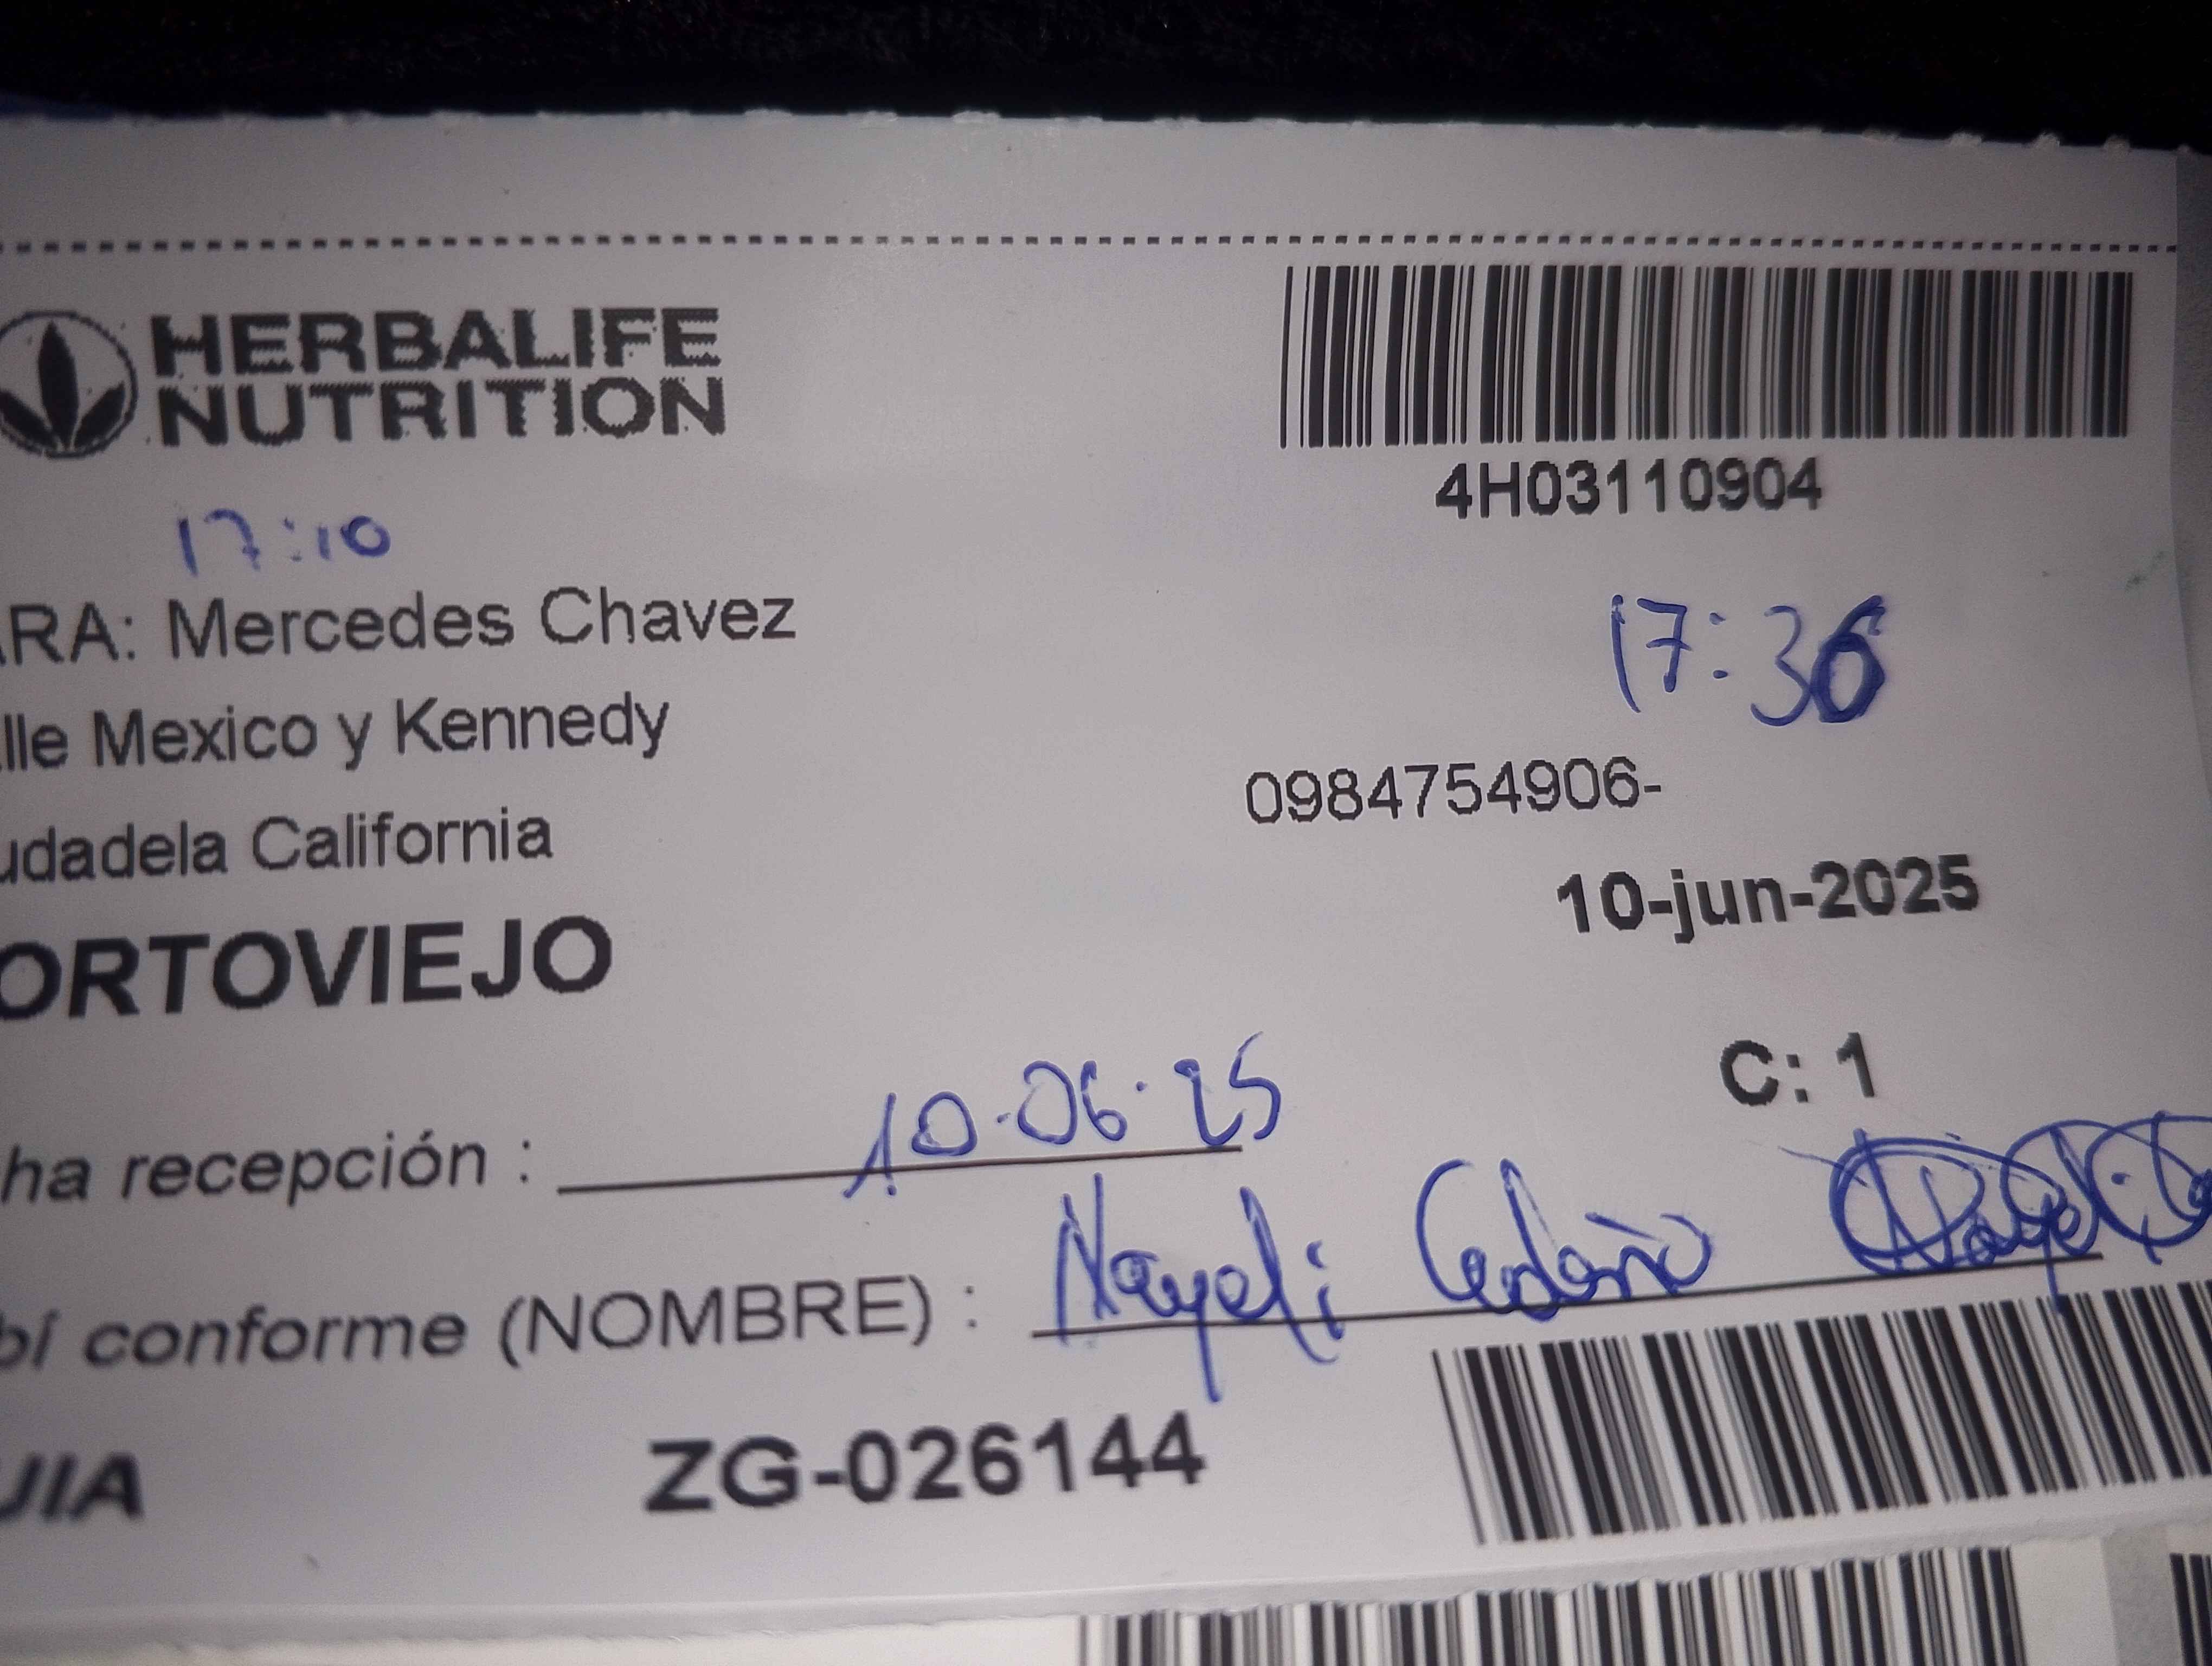 HERBALIFE
NUTRITION
4H03110904
17:10
17:36
ARA: Mercedes Chavez
lle Mexico y Kennedy
0984754906-
udadela California
10-jun-2025
ORTOVIEJO
C: 1
ha recepción : 10-06-25
bí conforme (NOMBRE) : Nayeli Cedeño
UIA ZG-026144